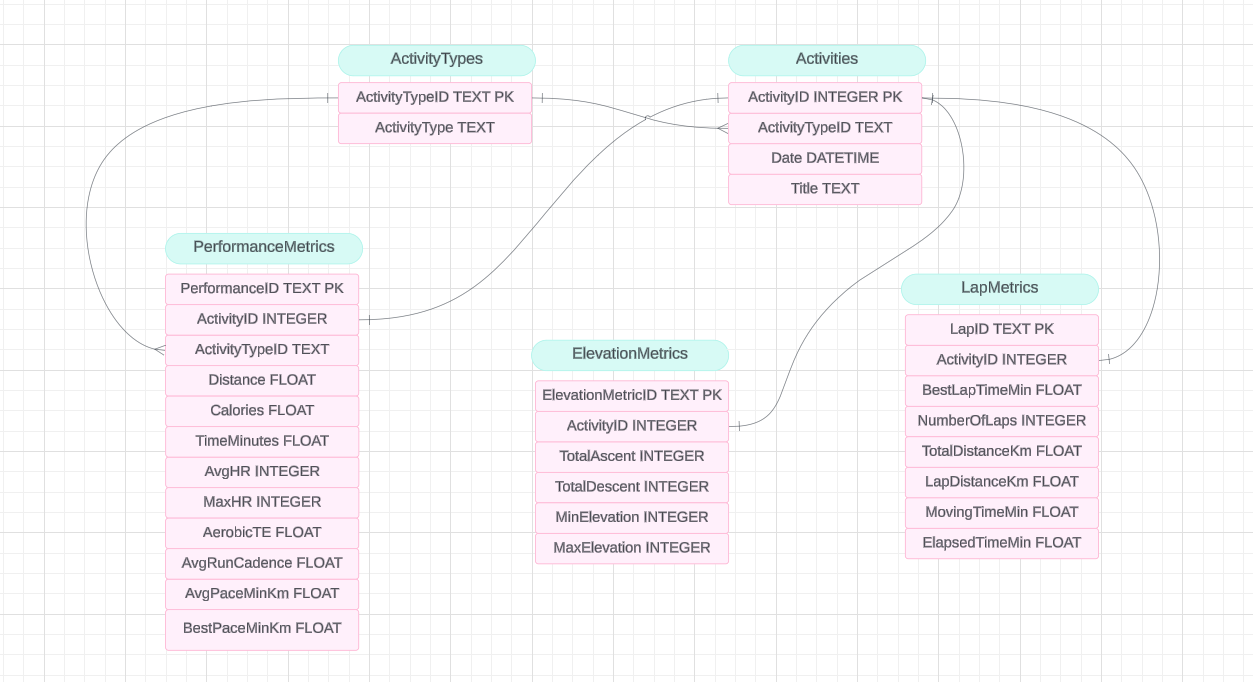 ActivityTypes
ActivityTypeID TEXT PK
ActivityType TEXT
Activities
ActivityID INTEGER PK
ActivityTypeID TEXT
Date DATETIME
Title TEXT
PerformanceMetrics
PerformanceID TEXT PK
ActivityID INTEGER
ActivityTypeID TEXT
Distance FLOAT
Calories FLOAT
TimeMinutes FLOAT
AvgHR INTEGER
MaxHR INTEGER
AerobicTE FLOAT
AvgRunCadence FLOAT
AvgPaceMinKm FLOAT
BestPaceMinKm FLOAT
ElevationMetrics
ElevationMetricID TEXT PK
ActivityID INTEGER
TotalAscent INTEGER
TotalDescent INTEGER
MinElevation INTEGER
MaxElevation INTEGER
LapMetrics
LapID TEXT PK
ActivityID INTEGER
BestLapTimeMin FLOAT
NumberOfLaps INTEGER
TotalDistanceKm FLOAT
LapDistanceKm FLOAT
MovingTimeMin FLOAT
ElapsedTimeMin FLOAT